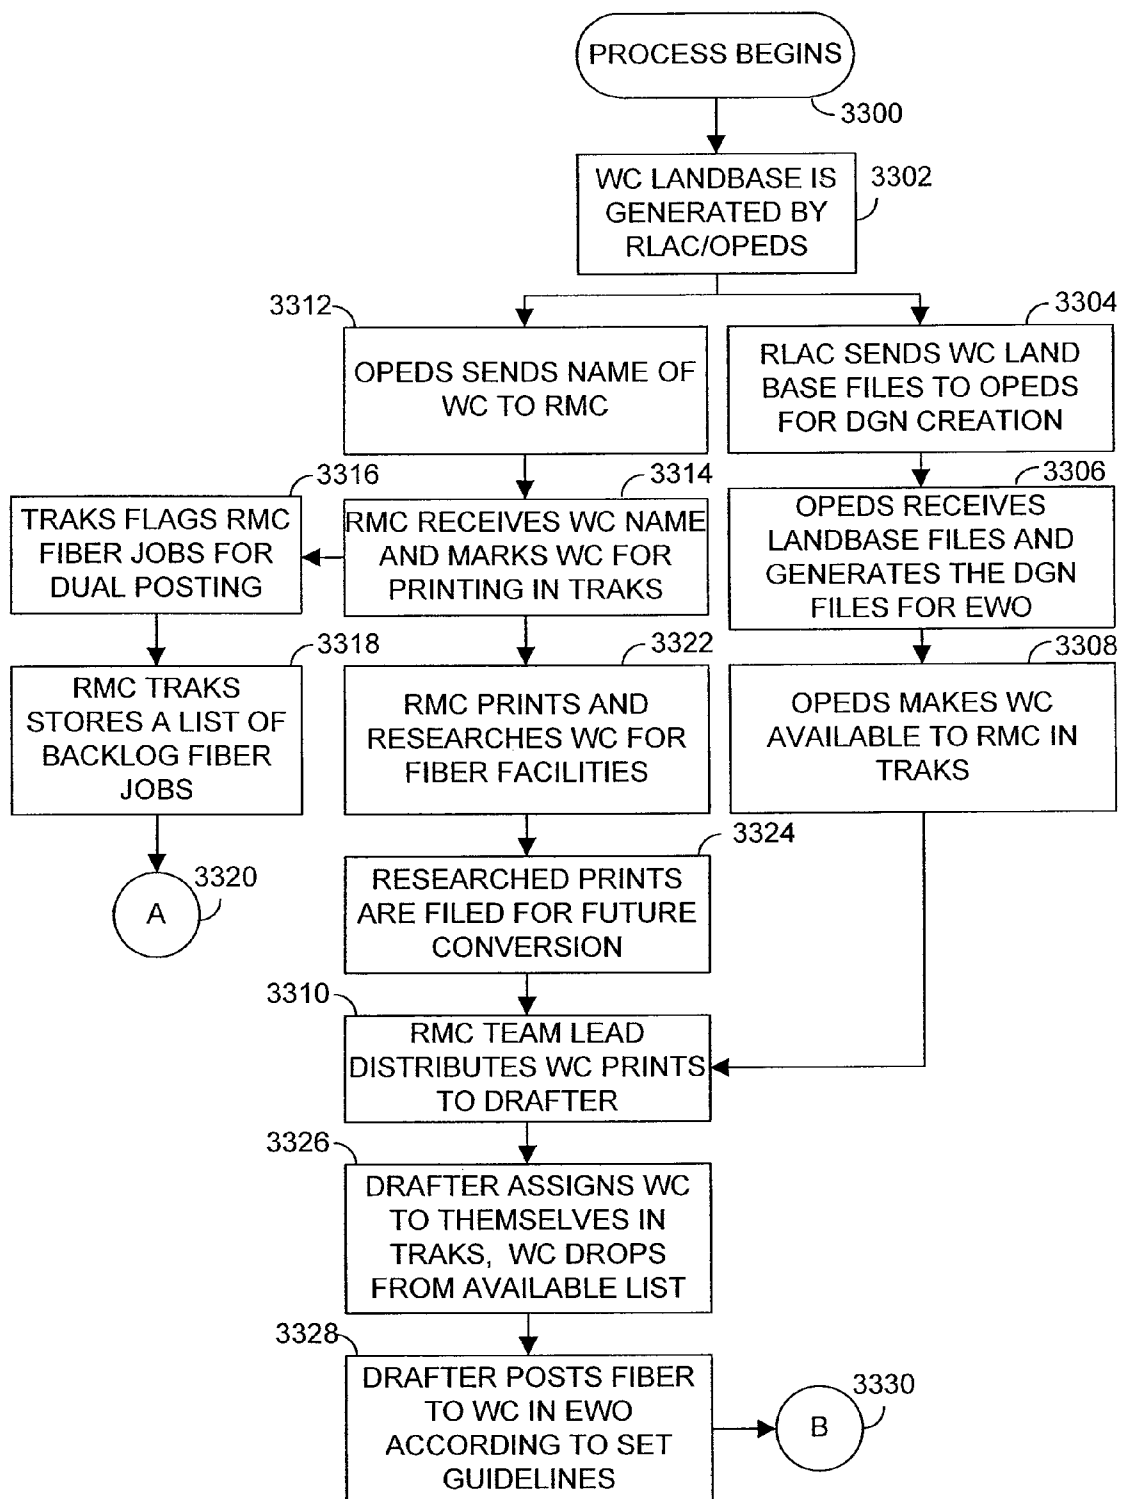 PROCESS BEGINS
3300
WC LANDBASE IS
GENERATED BY
RLAC/OPEDS
3302
3312
OPEDS SENDS NAME OF
WC TO RMC
3304
RLAC SENDS WC LAND
BASE FILES TO OPEDS
FOR DGN CREATION
3316
TRAKS FLAGS RMC
FIBER JOBS FOR
DUAL POSTING
3314
RMC RECEIVES WC NAME
AND MARKS WC FOR
PRINTING IN TRAKS
3306
OPEDS RECEIVES
LANDBASE FILES AND
GENERATES THE DGN
FILES FOR EWO
3318
RMC TRAKS
STORES A LIST OF
BACKLOG FIBER
JOBS
3322
RMC PRINTS AND
RESEARCHES WC FOR
FIBER FACILITIES
3308
OPEDS MAKES WC
AVAILABLE TO RMC IN
TRAKS
3320
A
3324
RESEARCHED PRINTS
ARE FILED FOR FUTURE
CONVERSION
3310
RMC TEAM LEAD
DISTRIBUTES WC PRINTS
TO DRAFTER
3326
DRAFTER ASSIGNS WC
TO THEMSELVES IN
TRAKS, WC DROPS
FROM AVAILABLE LIST
3328
DRAFTER POSTS FIBER
TO WC IN EWO
ACCORDING TO SET
GUIDELINES
3330
B